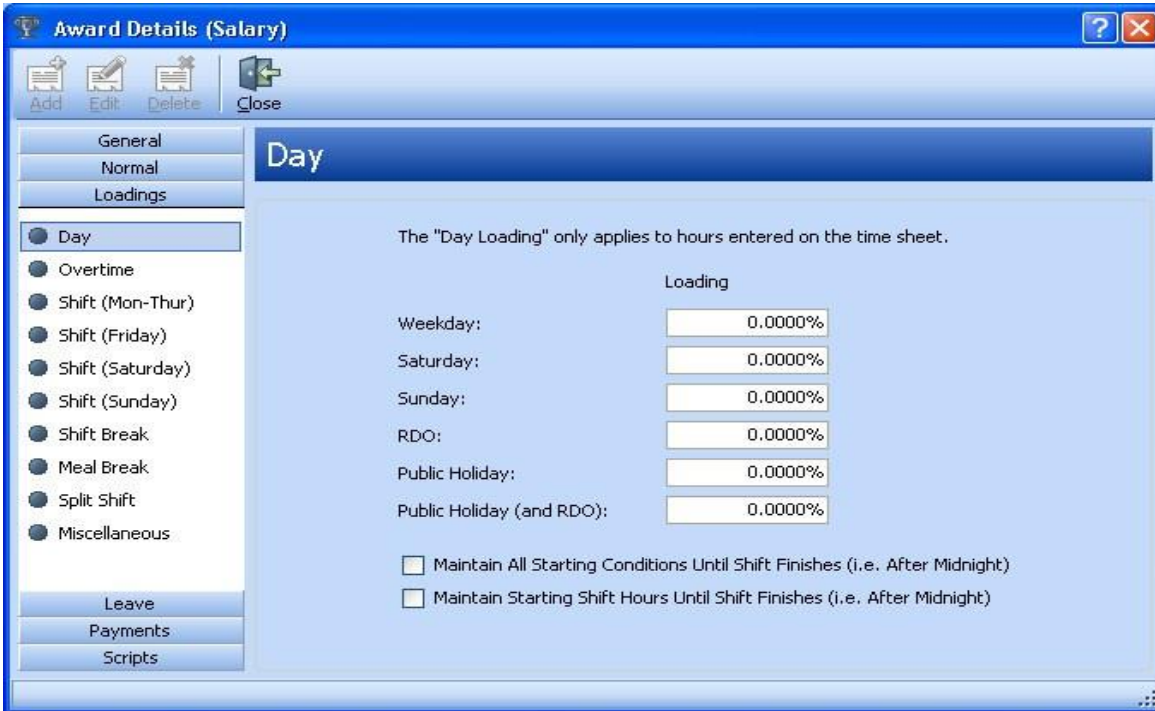 Award Details (Salary)
Add Edit Delete Close
General
Normal
Loadings
Day
Overtime
Shift (Mon-Thur)
Shift (Friday)
Shift (Saturday)
Shift (Sunday)
Shift Break
Meal Break
Split Shift
Miscellaneous
Leave
Payments
Scripts
Day
The "Day Loading" only applies to hours entered on the time sheet.
Loading
Weekday: 0.0000%
Saturday: 0.0000%
Sunday: 0.0000%
RDO: 0.0000%
Public Holiday: 0.0000%
Public Holiday (and RDO): 0.0000%
Maintain All Starting Conditions Until Shift Finishes (i.e. After Midnight)
Maintain Starting Shift Hours Until Shift Finishes (i.e. After Midnight)